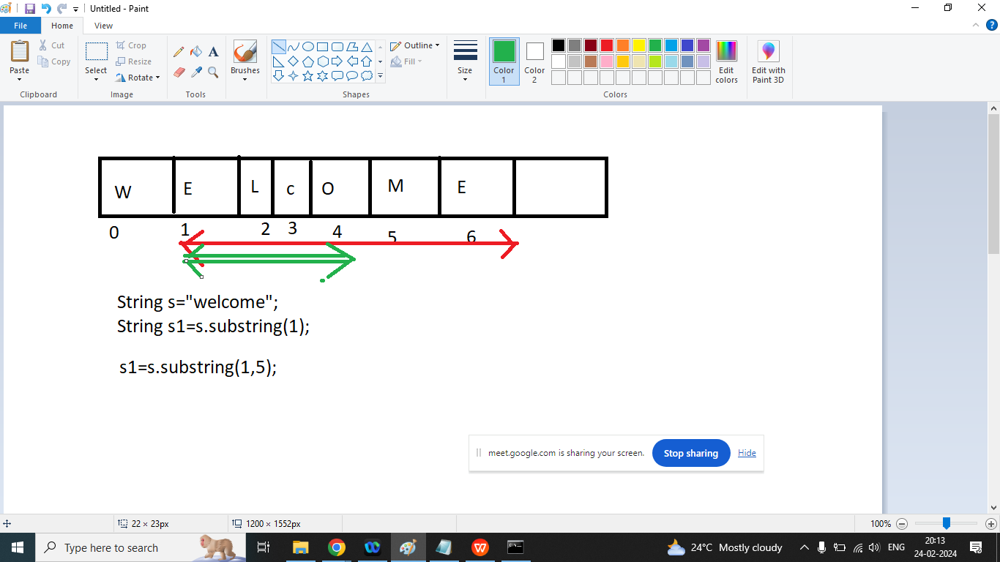 Untitled - Paint
File Home View
Paste Cut Copy Select Crop Resize Rotate A Brushes Outline Fill Size Color 1 Color 2 Edit colors Edit with Paint 3D
Clipboard Image Tools Shapes Colors
W E L c O M E
0 1 2 3 4 5 6
String s="welcome";
String s1=s.substring(1);
s1=s.substring(1,5);
meet.google.com is sharing your screen. Stop sharing Hide
22 × 23px 1200 × 1552px 100%
Type here to search 24°C Mostly cloudy ENG 20:13
24-02-2024